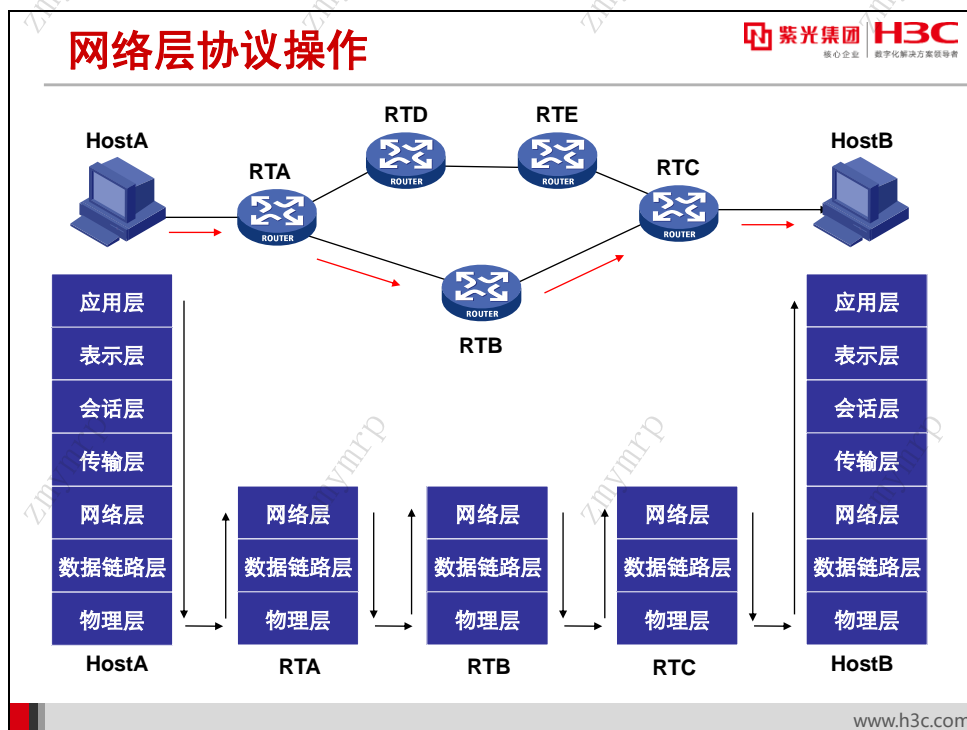 网络层协议操作
紫光集团 H3C
核心企业 数字化解决方案领导者
RTD RTE
HostA HostB
RTA RTC
ROUTER ROUTER
ROUTER ROUTER
ROUTER
RTB
应用层 应用层
表示层 表示层
会话层 会话层
传输层 传输层
网络层 网络层 网络层 网络层 网络层
数据链路层 数据链路层 数据链路层 数据链路层 数据链路层
物理层 物理层 物理层 物理层 物理层
HostA RTA RTB RTC HostB
www.h3c.com
zmymrp
zmymrp
zmymrp
zmymrp
zmymrp
zmymrp